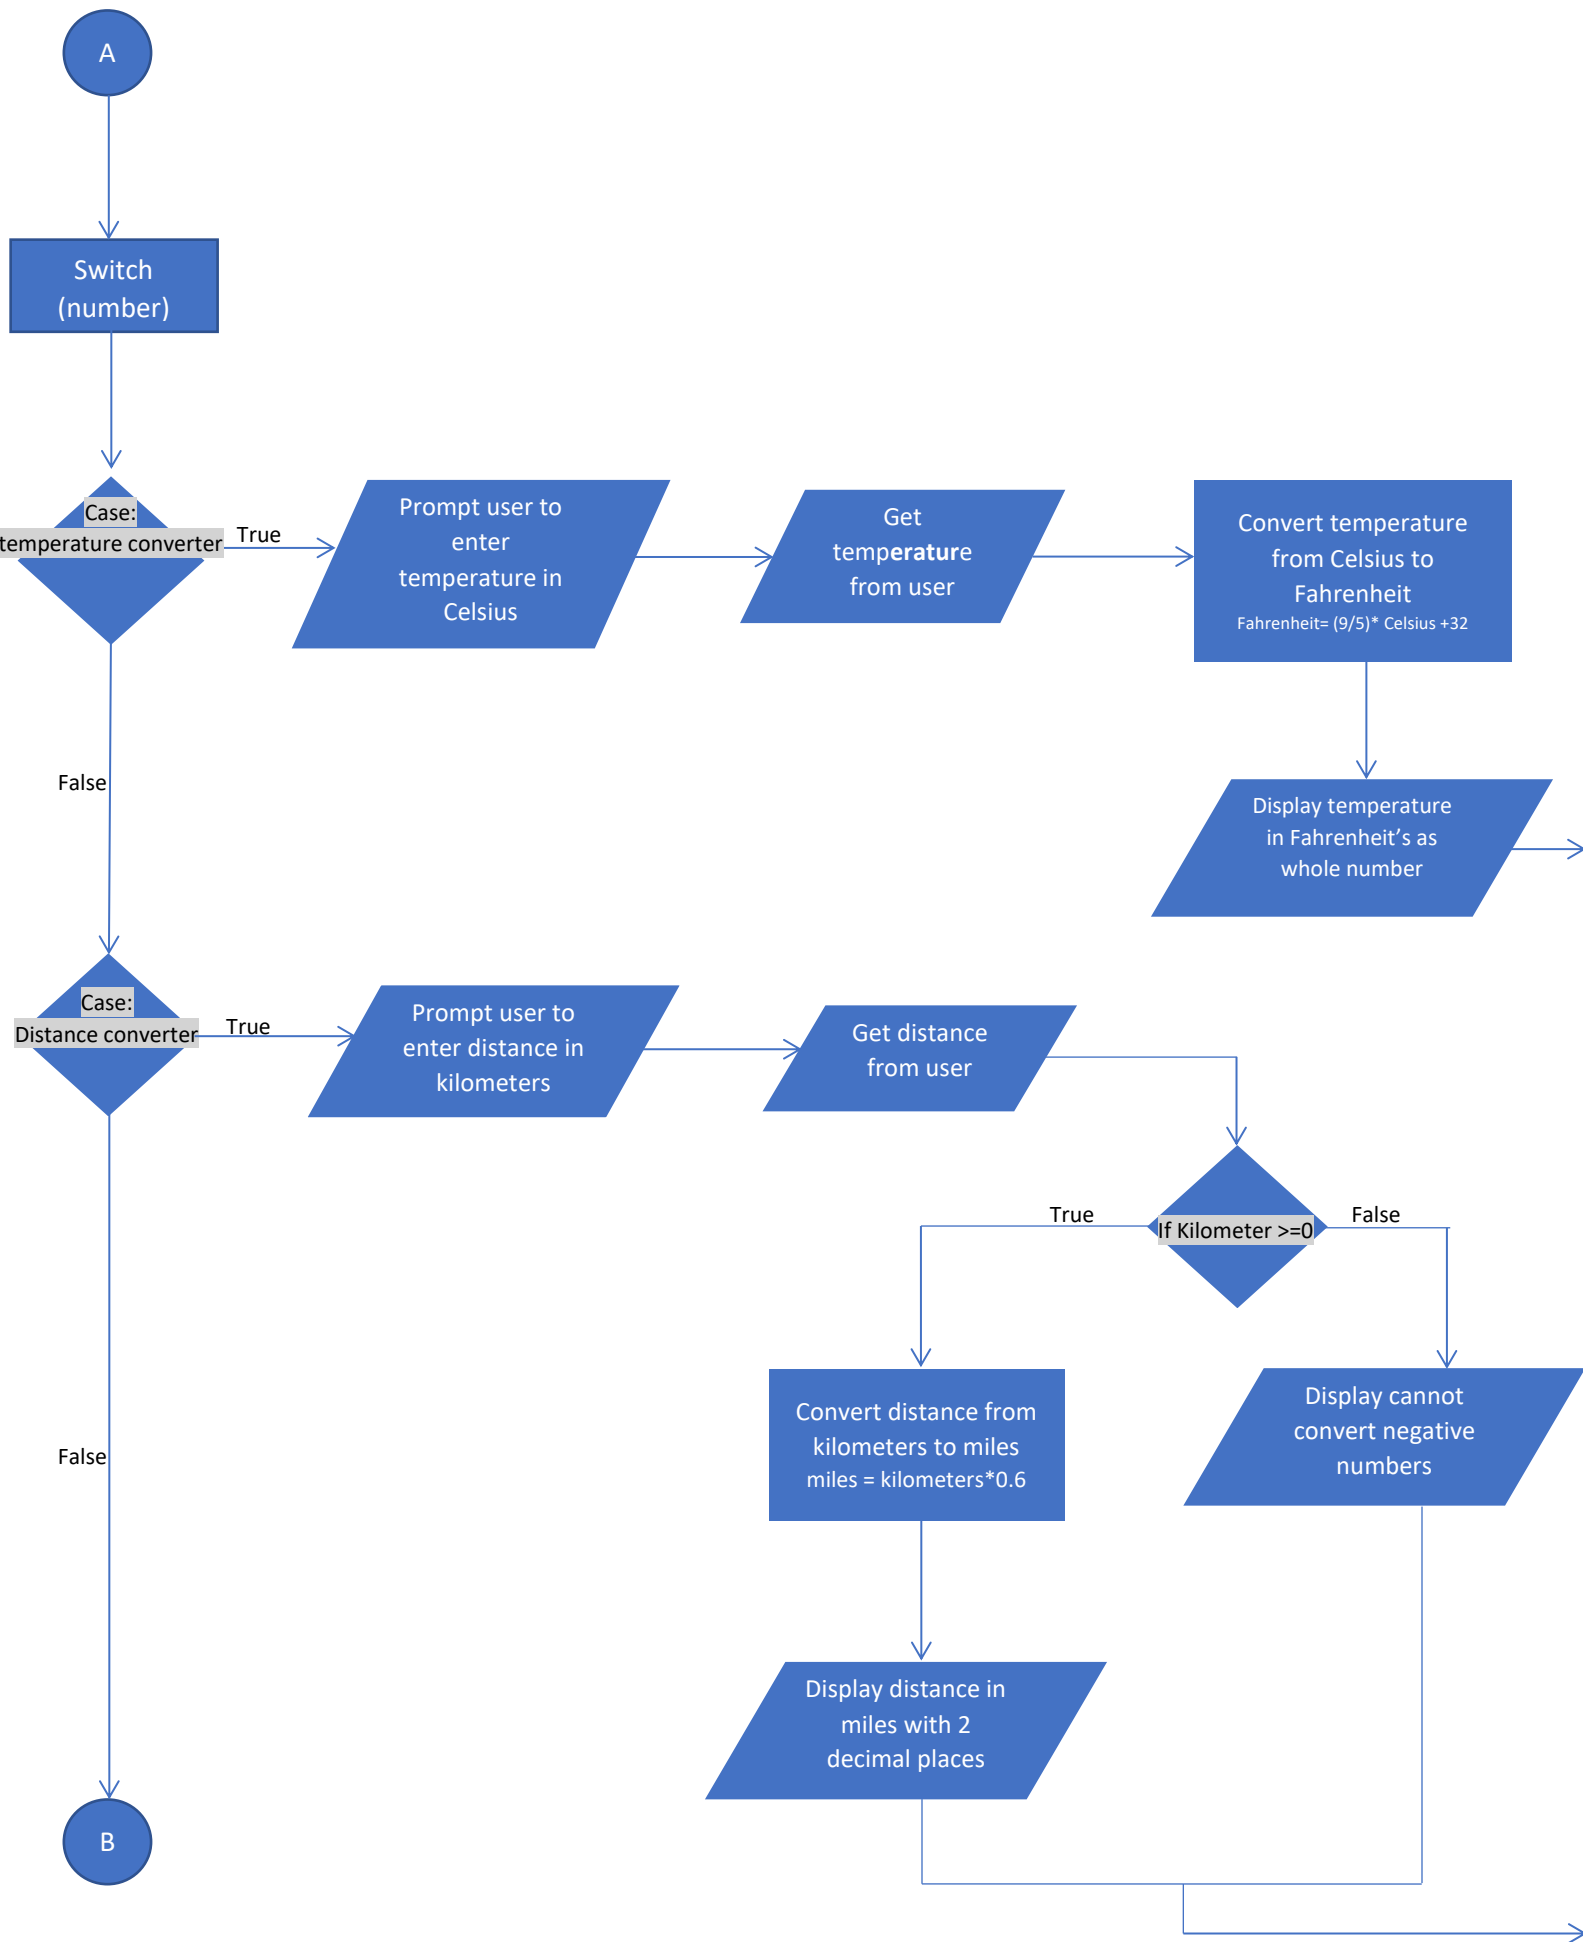 A
Switch
(number)
Case:
temperature converter
True
Prompt user to
enter
temperature in
Celsius
Get
temperature
from user
Convert temperature
from Celsius to
Fahrenheit
Fahrenheit= (9/5)* Celsius +32
False
Display temperature
in Fahrenheit’s as
whole number
Case:
Distance converter
True
Prompt user to
enter distance in
kilometers
Get distance
from user
True
If Kilometer >=0
False
Convert distance from
kilometers to miles
miles = kilometers*0.6
Display cannot
convert negative
numbers
False
Display distance in
miles with 2
decimal places
B